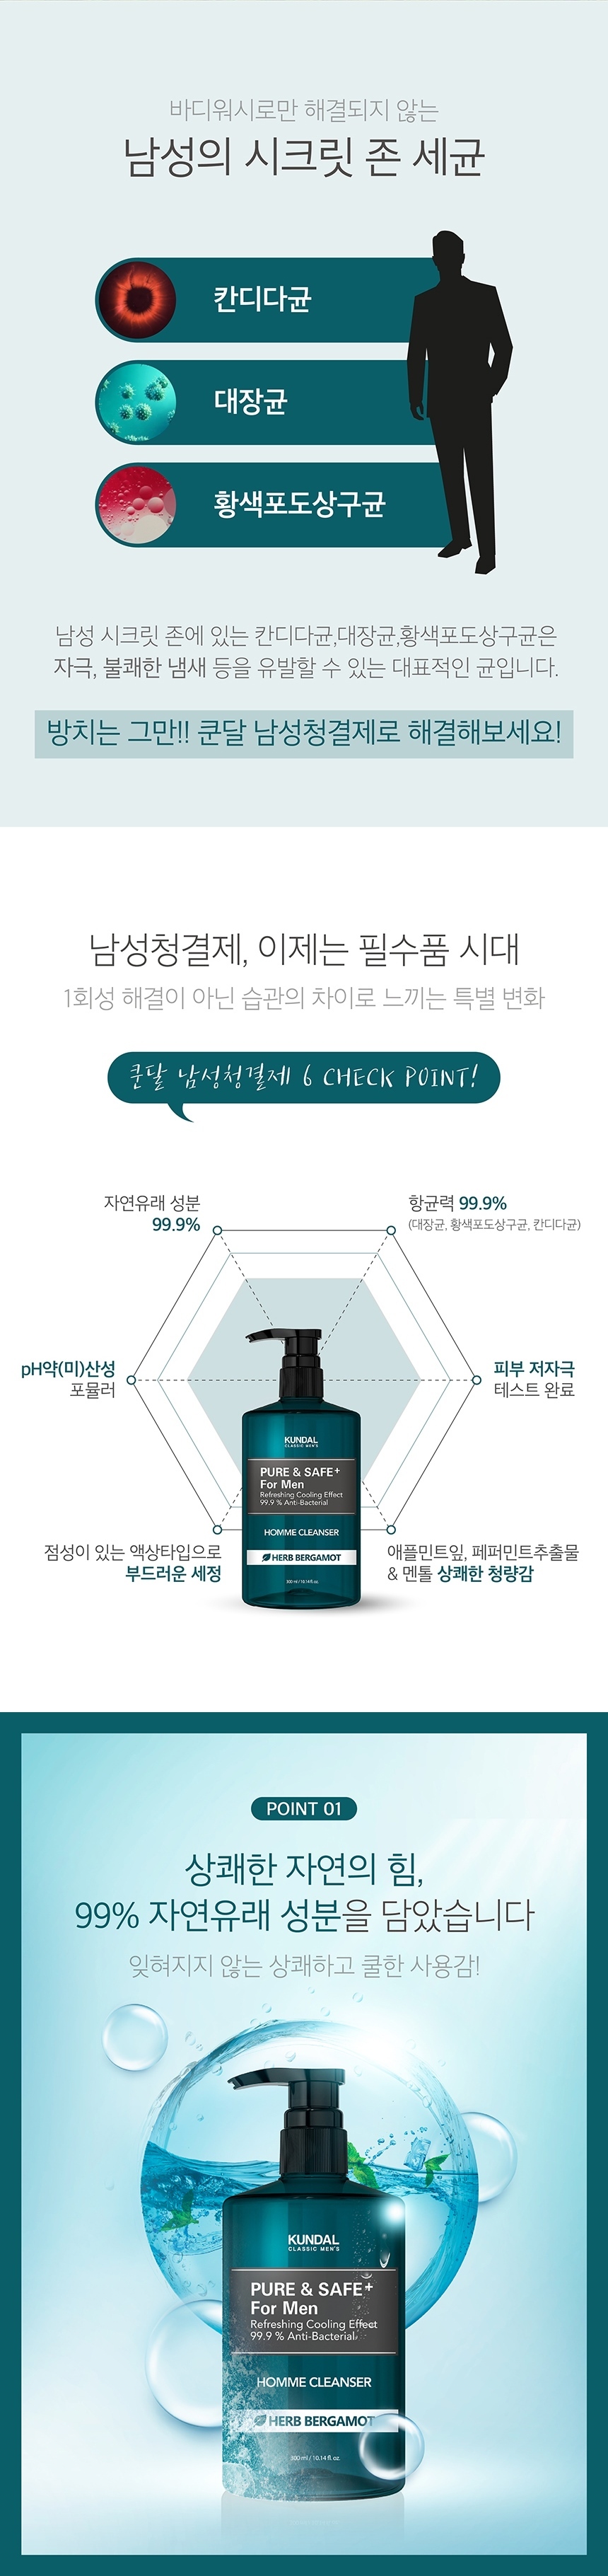 바디워시로만 해결되지 않는
남성의 시크릿 존 세균
칸디다균
대장균
황색포도상구균
남성 시크릿 존에 있는 칸디다균,대장균,황색포도상구균은
자극, 불쾌한 냄새 등을 유발할 수 있는 대표적인 균입니다.
방치는 그만!! 쿤달 남성청결제로 해결해보세요!
남성청결제, 이제는 필수품 시대
1회성 해결이 아닌 습관의 차이로 느끼는 특별 변화
쿤달 남성청결제 6 CHECK POINT!
자연유래 성분
99.9%
항균력 99.9%
(대장균, 황색포도상구균, 칸디다균)
pH약(미)산성
포뮬러
피부 저자극
테스트 완료
KUNDAL
CLASSIC MEN'S
PURE & SAFE+
For Men
Refreshing Cooling Effect
99.9 % Anti-Bacterial
HOMME CLEANSER
HERB BERGAMOT
300 ml / 10.14 fl. oz.
점성이 있는 액상타입으로
부드러운 세정
애플민트잎, 페퍼민트추출물
& 멘톨 상쾌한 청량감
POINT 01
상쾌한 자연의 힘,
99% 자연유래 성분을 담았습니다
잊혀지지 않는 상쾌하고 쿨한 사용감!
KUNDAL
CLASSIC MEN'S
PURE & SAFE+
For Men
Refreshing Cooling Effect
99.9 % Anti-Bacterial
HOMME CLEANSER
HERB BERGAMOT
300 ml / 10.14 fl. oz.